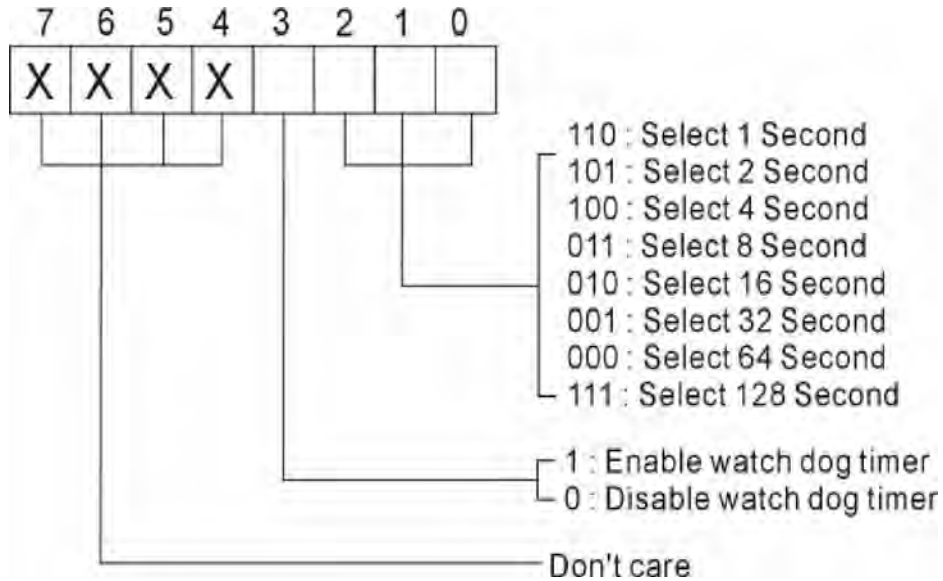 7 6 5 4 3 2 1 0
X X X X
110 : Select 1 Second
101 : Select 2 Second
100 : Select 4 Second
011 : Select 8 Second
010 : Select 16 Second
001 : Select 32 Second
000 : Select 64 Second
111 : Select 128 Second
1 : Enable watch dog timer
0 : Disable watch dog timer
Don't care